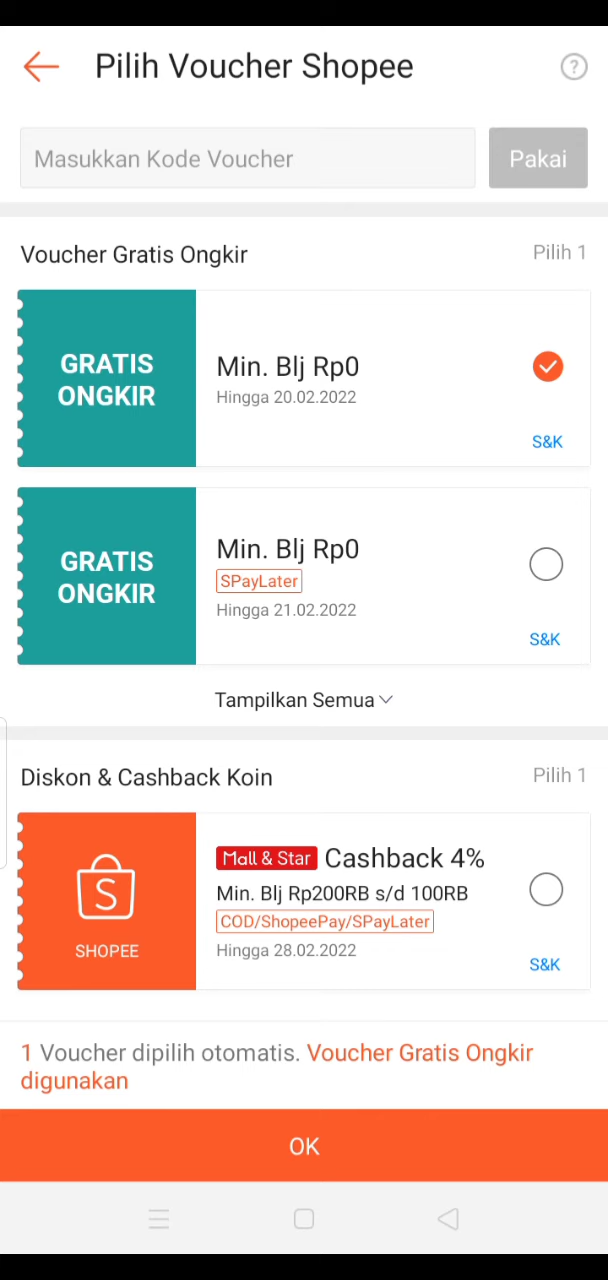 Pilih Voucher Shopee
?
Masukkan Kode Voucher
Pakai
Voucher Gratis Ongkir
Pilih 1
GRATIS
ONGKIR
Min. Blj Rp0
Hingga 20.02.2022
S&K
GRATIS
ONGKIR
Min. Blj Rp0
SPayLater
Hingga 21.02.2022
S&K
Tampilkan Semua
Diskon & Cashback Koin
Pilih 1
S
SHOPEE
Mall & Star Cashback 4%
Min. Blj Rp200RB s/d 100RB
COD/ShopeePay/SPayLater
Hingga 28.02.2022
S&K
1 Voucher dipilih otomatis. Voucher Gratis Ongkir
digunakan
OK